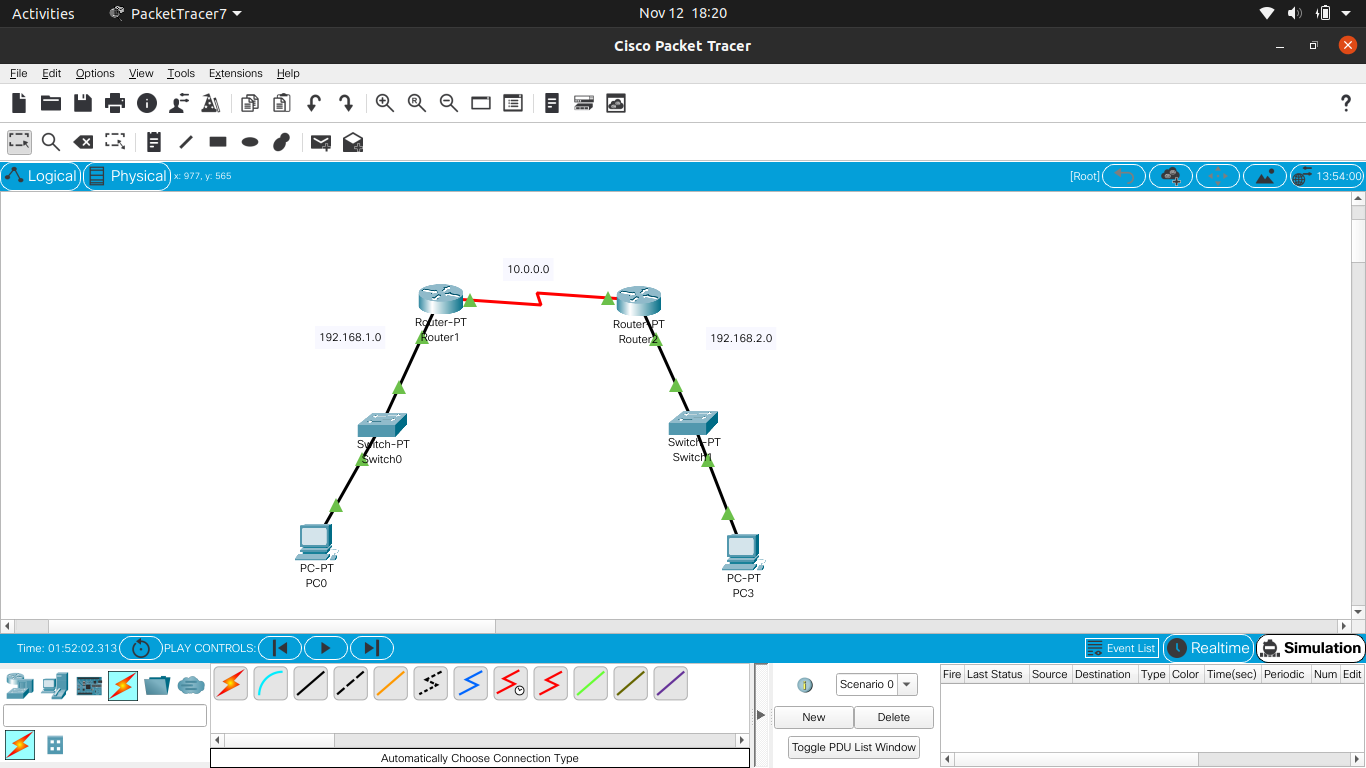 Activities PacketTracer7 Nov 12 18:20
Cisco Packet Tracer
File Edit Options View Tools Extensions Help
Logical Physical x: 977, y: 565 [Root] 13:54:00
10.0.0.0
Router-PT
Router1
Router-PT
Router2
192.168.1.0
192.168.2.0
Switch-PT
Switch0
Switch-PT
Switch1
PC-PT
PC0
PC-PT
PC3
Time: 01:52:02.313 PLAY CONTROLS: Event List Realtime Simulation
Fire Last Status Source Destination Type Color Time(sec) Periodic Num Edit
Scenario 0
New Delete
Toggle PDU List Window
Automatically Choose Connection Type